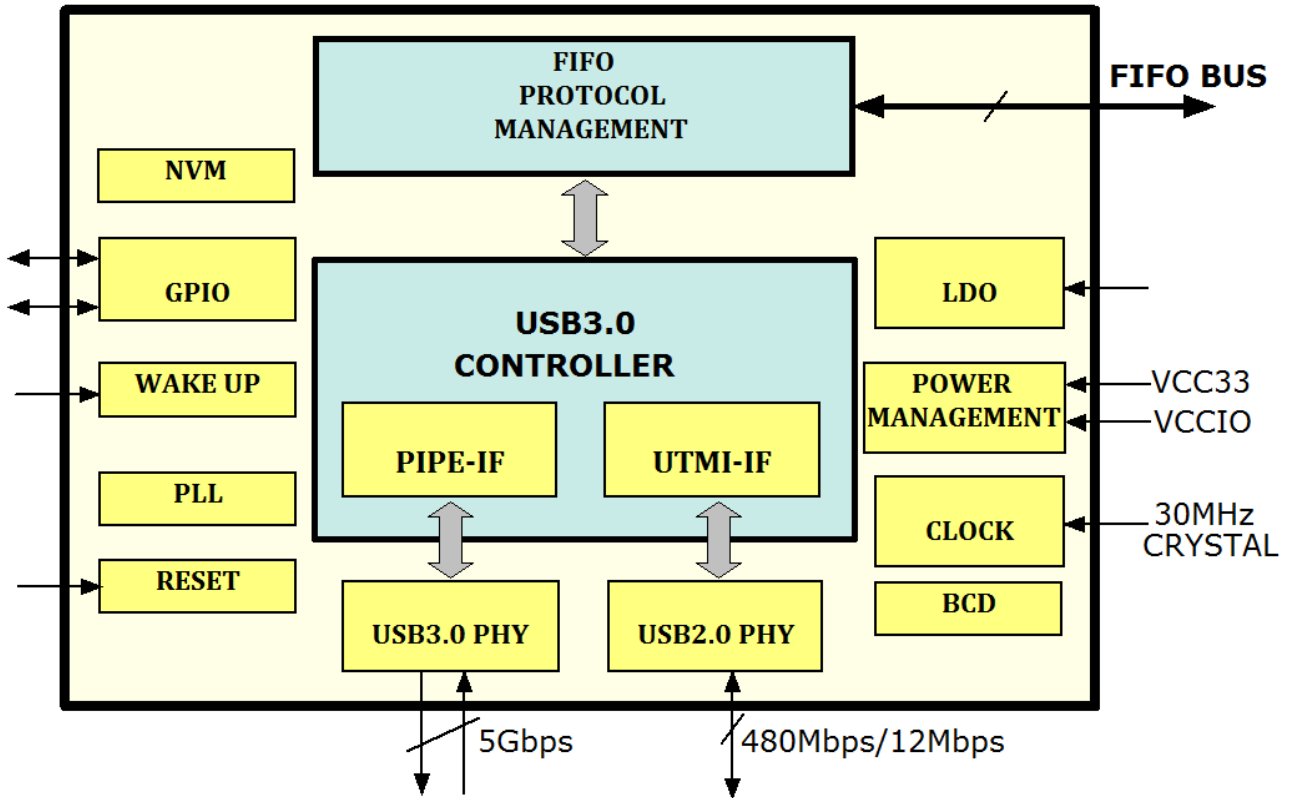 FIFO
PROTOCOL
MANAGEMENT
FIFO BUS
NVM
GPIO
LDO
USB3.0
CONTROLLER
WAKE UP
POWER
MANAGEMENT
VCC33
VCCIO
PIPE-IF
UTMI-IF
PLL
CLOCK
30MHz
CRYSTAL
RESET
BCD
USB3.0 PHY
USB2.0 PHY
5Gbps
480Mbps/12Mbps